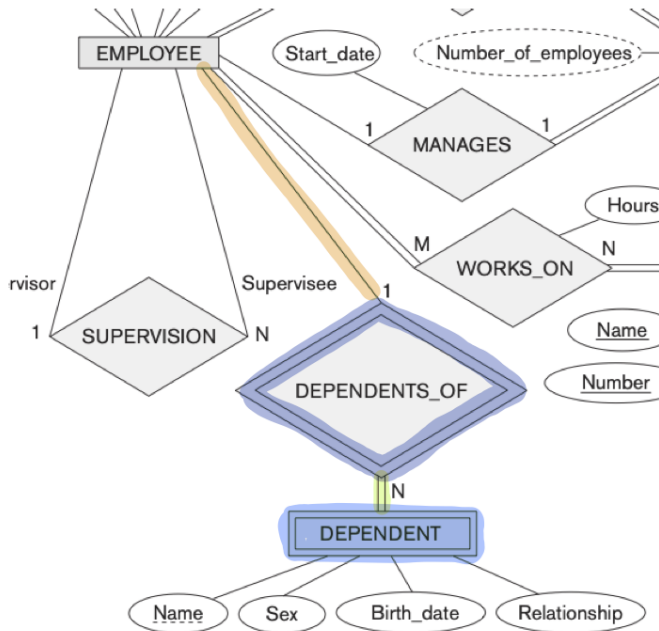 EMPLOYEE
Start_date
Number_of_employees
1
MANAGES
1
Hours
M
WORKS_ON
N
rvisor
Supervisee
1
SUPERVISION
N
1
Name
Number
DEPENDENTS_OF
N
DEPENDENT
Name
Sex
Birth_date
Relationship